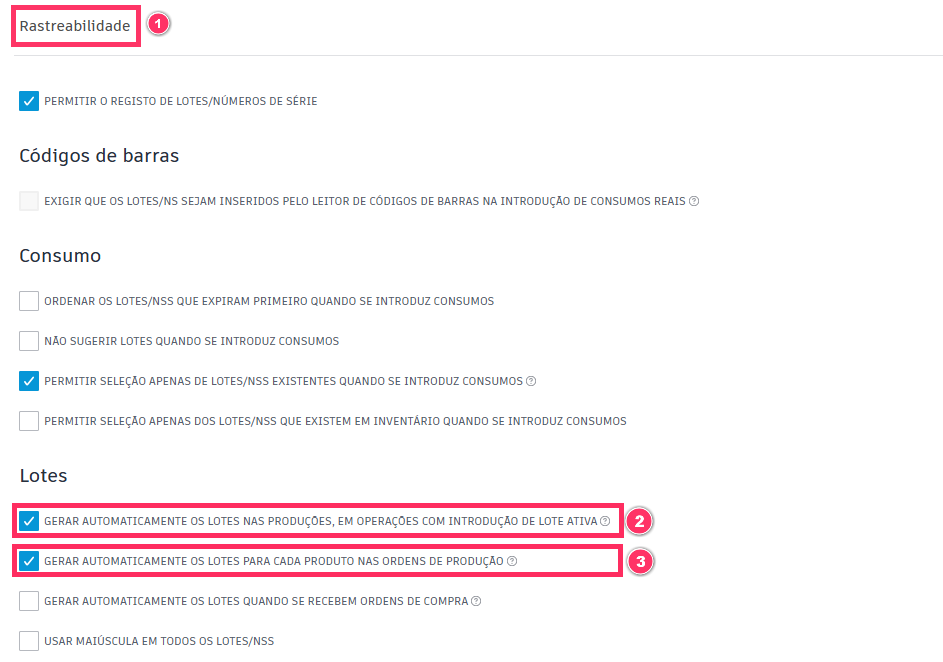 Rastreabilidade 1
PERMITIR O REGISTO DE LOTES/NÚMEROS DE SÉRIE
Códigos de barras
EXIGIR QUE OS LOTES/NS SEJAM INSERIDOS PELO LEITOR DE CÓDIGOS DE BARRAS NA INTRODUÇÃO DE CONSUMOS REAIS ?
Consumo
ORDENAR OS LOTES/NSS QUE EXPIRAM PRIMEIRO QUANDO SE INTRODUZ CONSUMOS
NÃO SUGERIR LOTES QUANDO SE INTRODUZ CONSUMOS
PERMITIR SELEÇÃO APENAS DE LOTES/NSS EXISTENTES QUANDO SE INTRODUZ CONSUMOS ?
PERMITIR SELEÇÃO APENAS DOS LOTES/NSS QUE EXISTEM EM INVENTÁRIO QUANDO SE INTRODUZ CONSUMOS
Lotes
GERAR AUTOMATICAMENTE OS LOTES NAS PRODUÇÕES, EM OPERAÇÕES COM INTRODUÇÃO DE LOTE ATIVA ? 2
GERAR AUTOMATICAMENTE OS LOTES PARA CADA PRODUTO NAS ORDENS DE PRODUÇÃO ? 3
GERAR AUTOMATICAMENTE OS LOTES QUANDO SE RECEBEM ORDENS DE COMPRA ?
USAR MAIÚSCULA EM TODOS OS LOTES/NSS